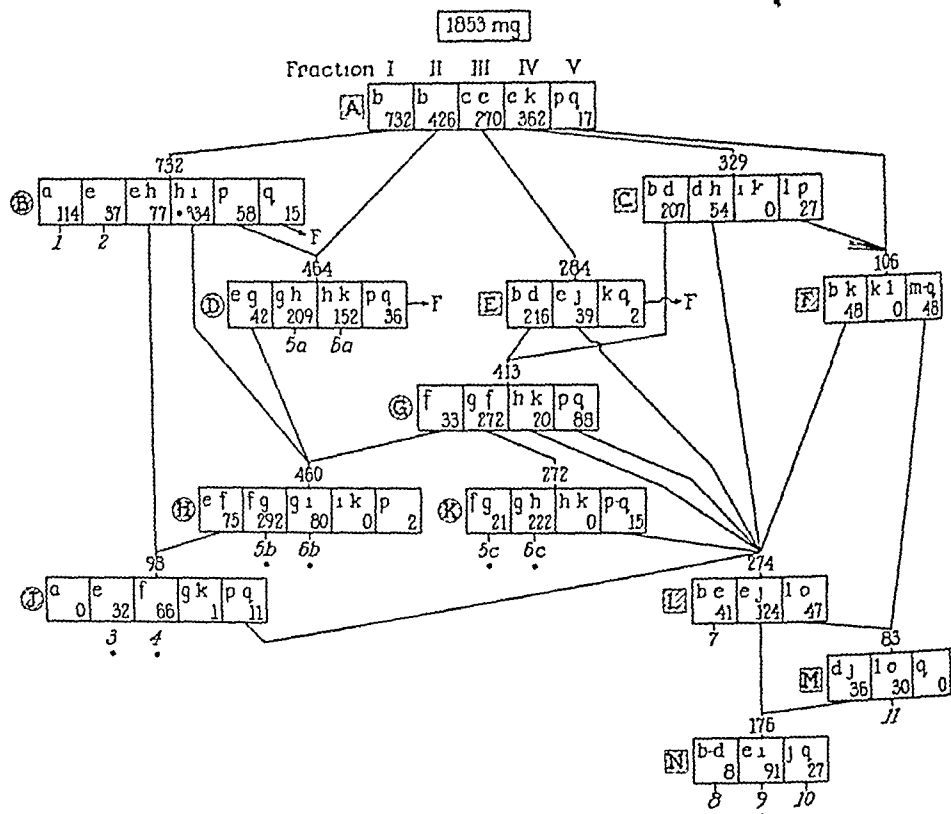 1853 mg
Fraction I II III IV V
A b 732 b 426 c e 270 e k 362 p q 17
732 329
B a 114 e 37 e h 77 h i p 58 q 15 F
C b d 207 d h 54 i k 0 l p 27
1 2
464 284 106
D e g 42 g h 209 h k 152 p q 36 F
E b d 216 e j 39 k q 2 F
F b k 48 k l 0 m-q 48
5a 6a
413
G f 33 g f 272 h k 20 p q 88
460 272
H e f 75 f g 292 g i 80 i k 0 p 2
K f g 21 g h 222 h k 0 p-q 15
5b 6b 5c 6c
98 274
J a 0 e 32 f 66 g k 1 p q 11
L b e 41 e j 124 l o 47
3 4 7 83
M d j 36 l o 30 q 0
11
176
N b-d 8 e i 91 j q 27
8 9 10